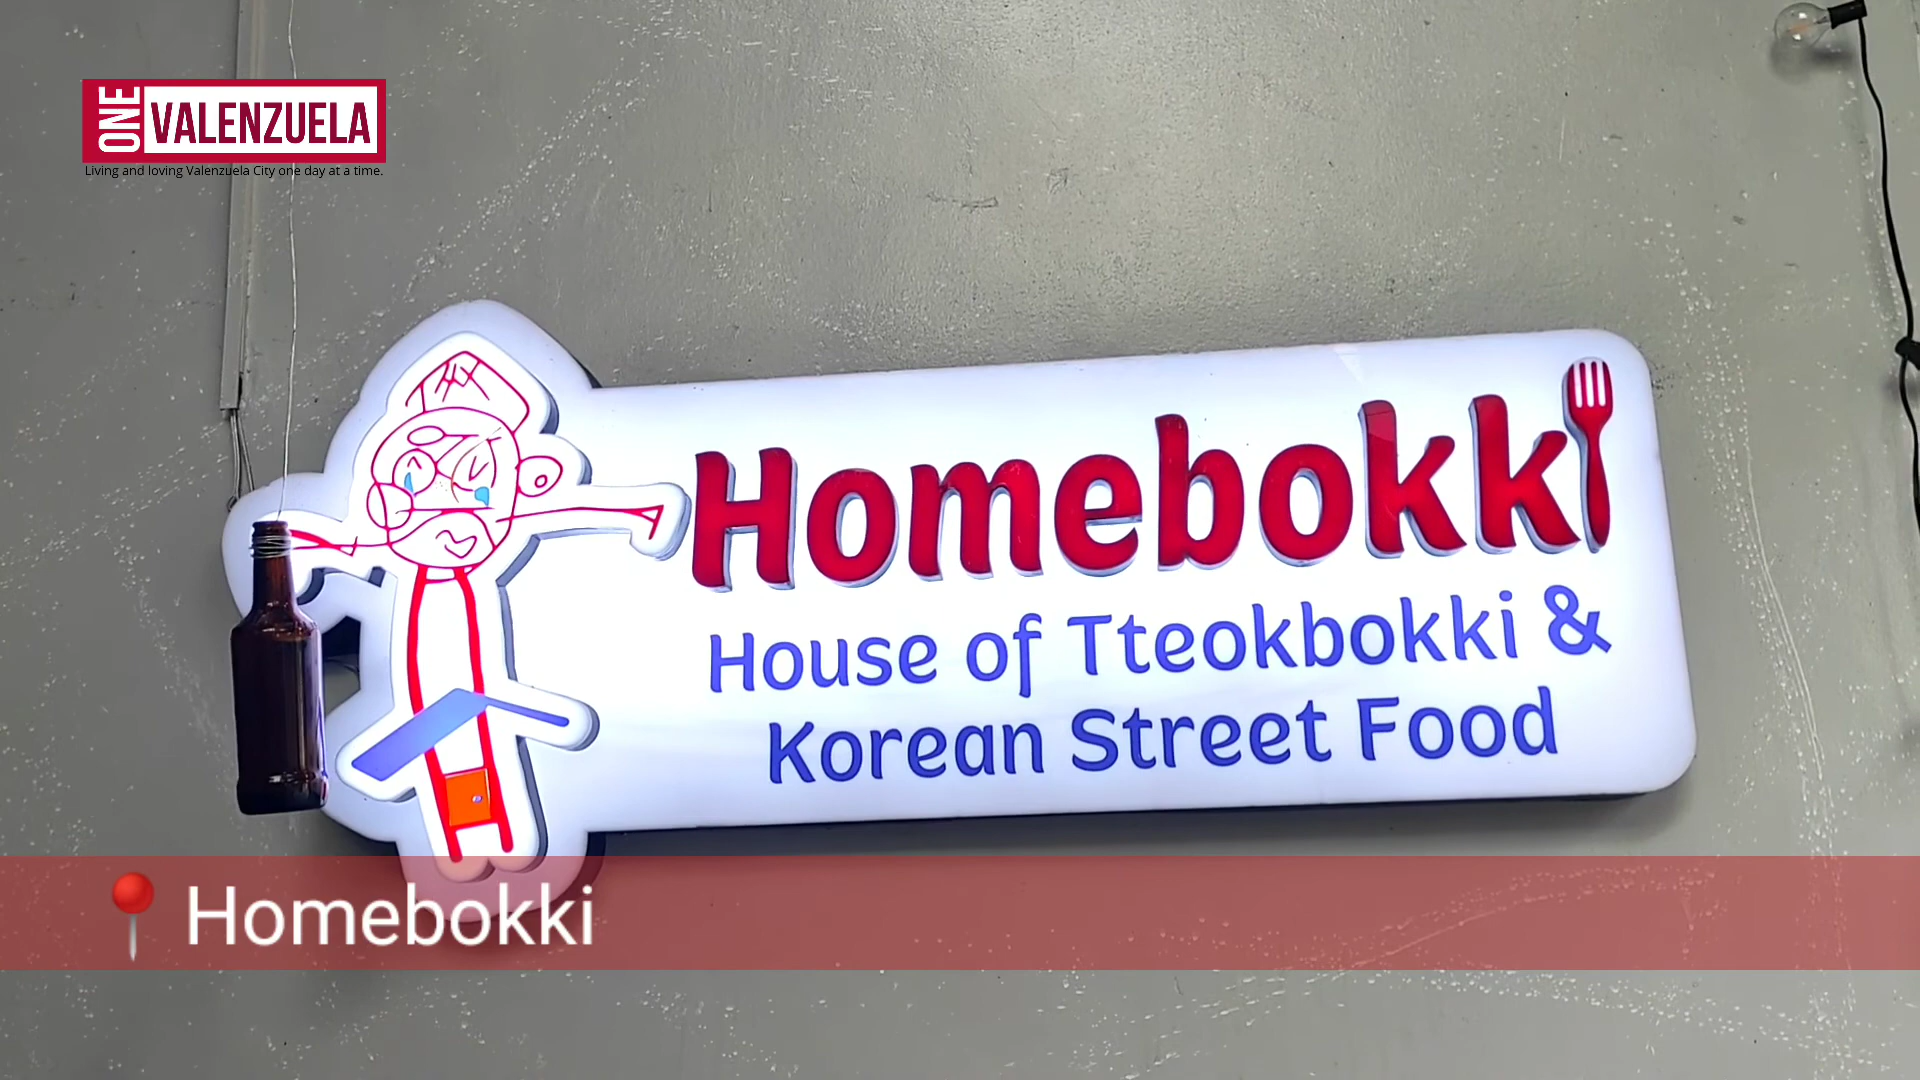 ONE VALENZUELA
Living and loving Valenzuela City one day at a time.
Homebokki
House of Tteokbokki &
Korean Street Food
Homebokki